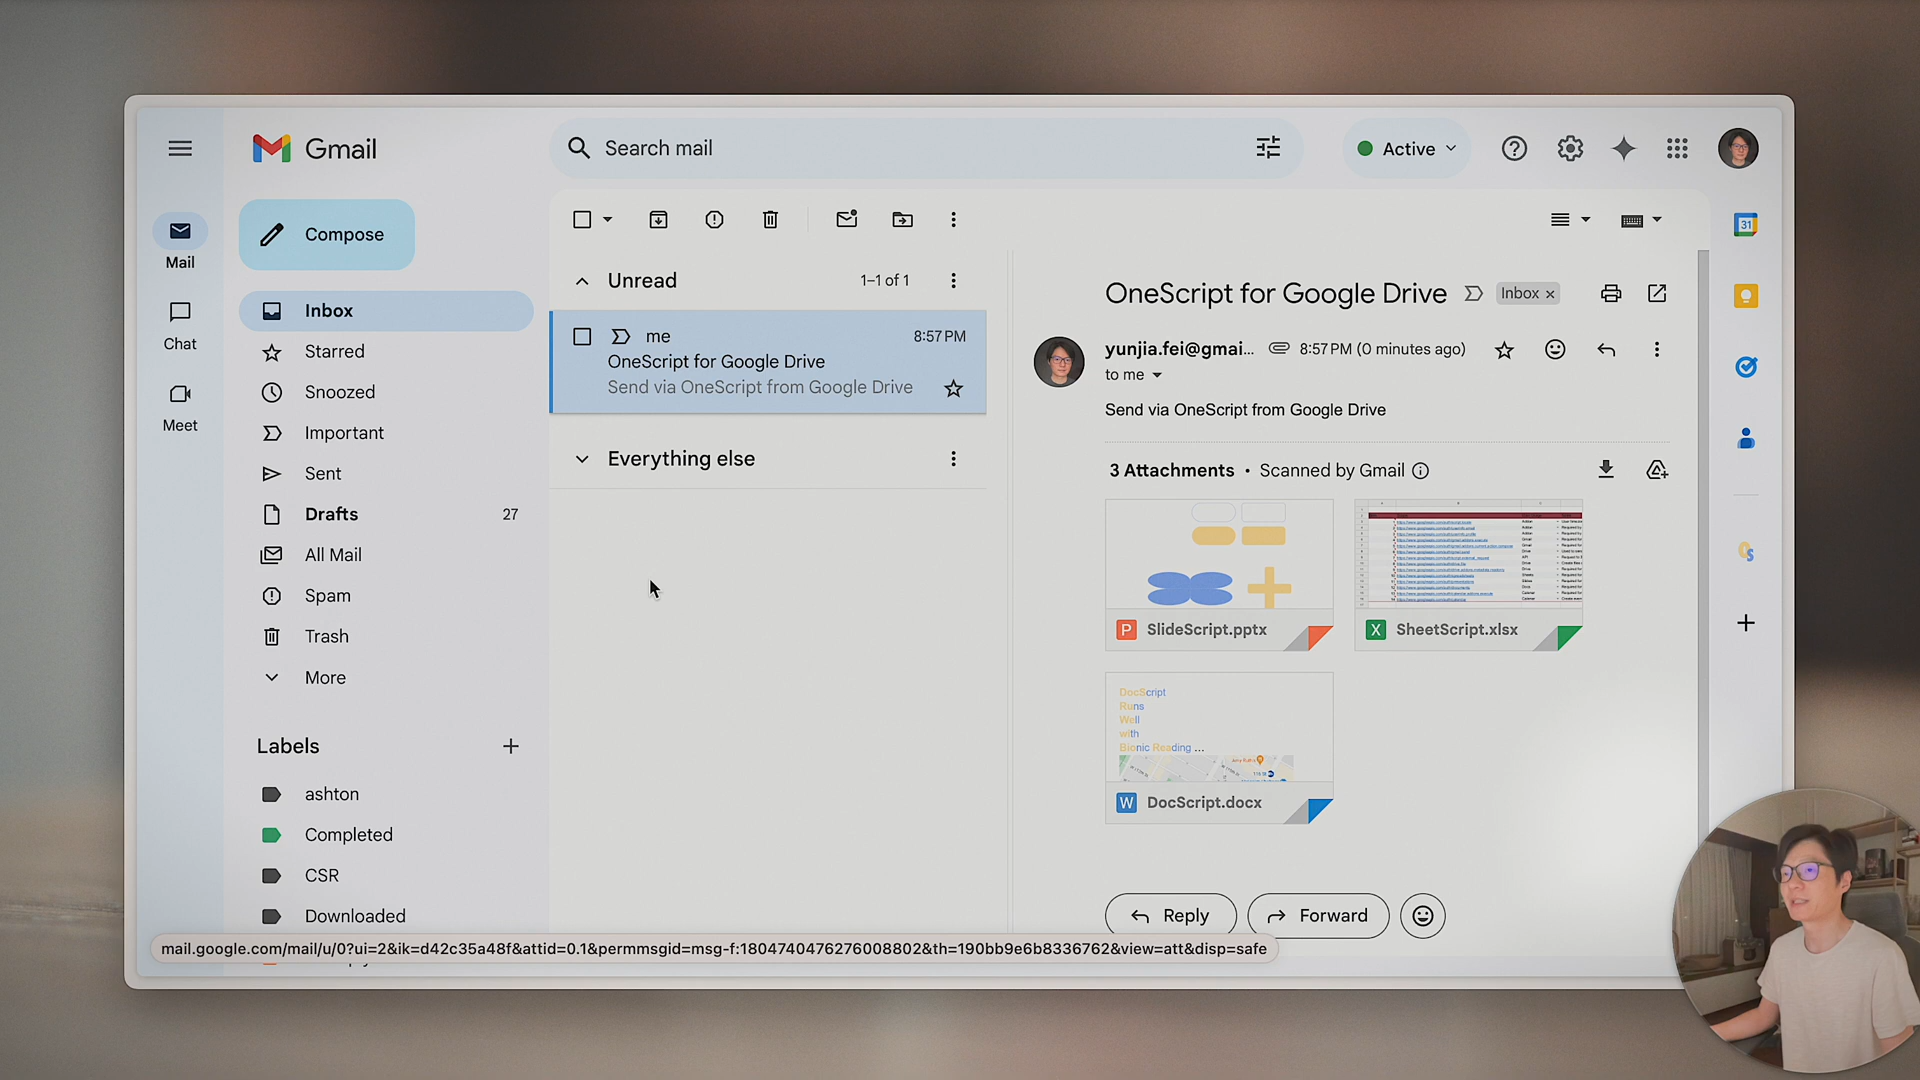 Gmail
Search mail
Active
Mail
Chat
Meet
Compose
Inbox
Starred
Snoozed
Important
Sent
Drafts 27
All Mail
Spam
Trash
More
Labels
ashton
Completed
CSR
Downloaded
Unread 1–1 of 1
me 8:57 PM
OneScript for Google Drive
Send via OneScript from Google Drive
Everything else
OneScript for Google Drive Inbox ×
yunjia.fei@gmai... 8:57 PM (0 minutes ago)
to me
Send via OneScript from Google Drive
3 Attachments • Scanned by Gmail
P SlideScript.pptx
X SheetScript.xlsx
DocScript
Runs
Well
with
Bionic Reading ...
W DocScript.docx
Reply
Forward
31
mail.google.com/mail/u/0?ui=2&ik=d42c35a48f&attid=0.1&permmsgid=msg-f:1804740476276008802&th=190bb9e6b8336762&view=att&disp=safe